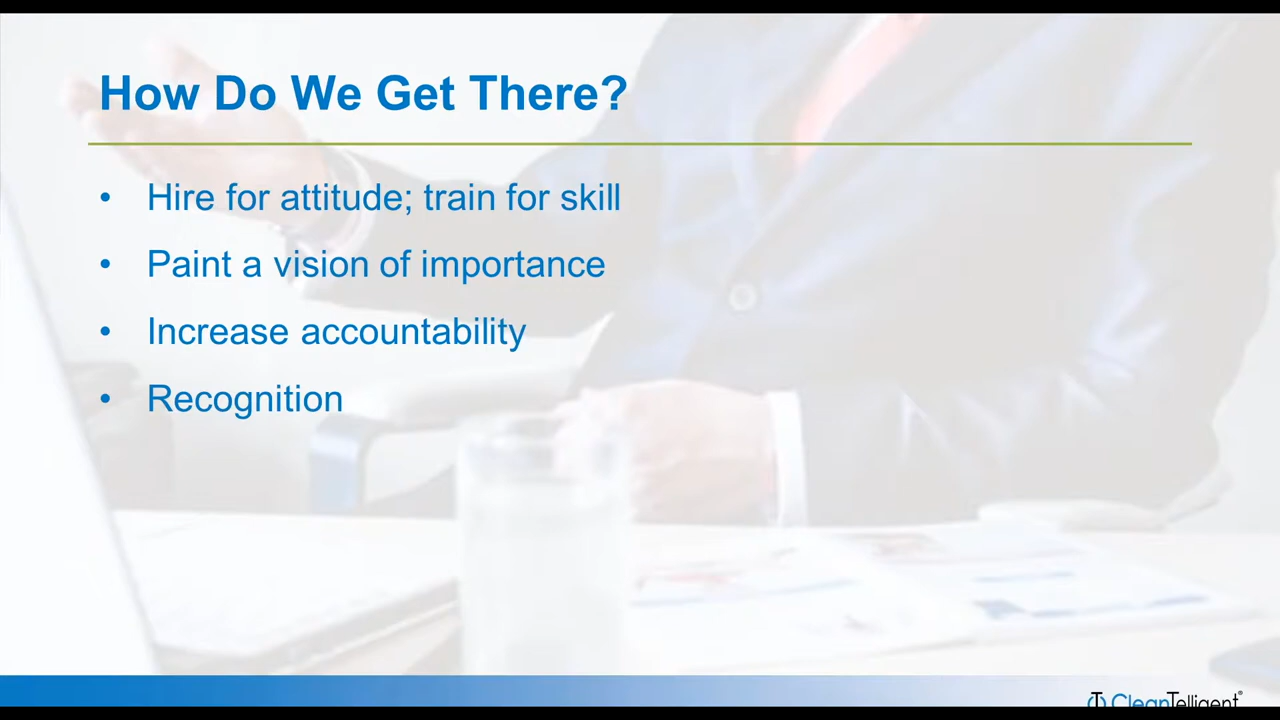 How Do We Get There?
• Hire for attitude; train for skill
• Paint a vision of importance
• Increase accountability
• Recognition
CleanTelligent®